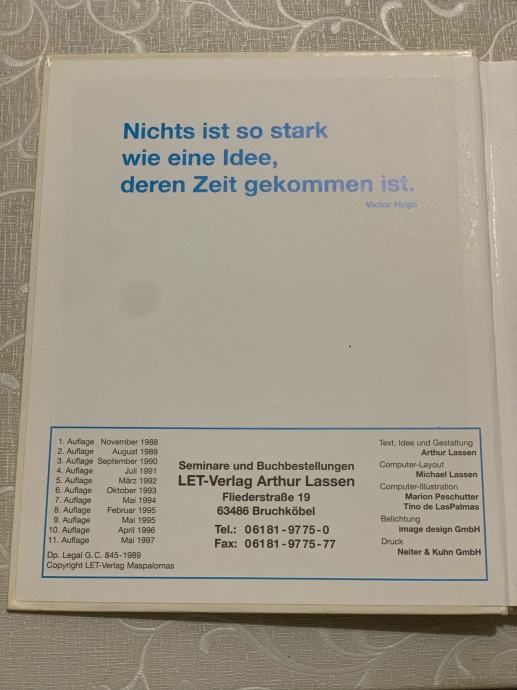 Nichts ist so stark
wie eine Idee,
deren Zeit gekommen ist.
Victor Hugo
1. Auflage November 1988
2. Auflage August 1989
3. Auflage September 1990
4. Auflage Juli 1991
5. Auflage März 1992
6. Auflage Oktober 1993
7. Auflage Mai 1994
8. Auflage Februar 1995
9. Auflage Mai 1995
10. Auflage April 1996
11. Auflage Mai 1997
Dp. Legal G.C. 845-1989
Copyright LET-Verlag Maspalomas
Seminare und Buchbestellungen
LET-Verlag Arthur Lassen
Fliederstraße 19
63486 Bruchköbel
Tel.: 06181-9775-0
Fax: 06181-9775-77
Text, Idee und Gestaltung
Arthur Lassen
Computer-Layout
Michael Lassen
Computer-Illustration
Marion Peschutter
Tino de LasPalmas
Belichtung
image design GmbH
Druck
Neiter & Kuhn GmbH